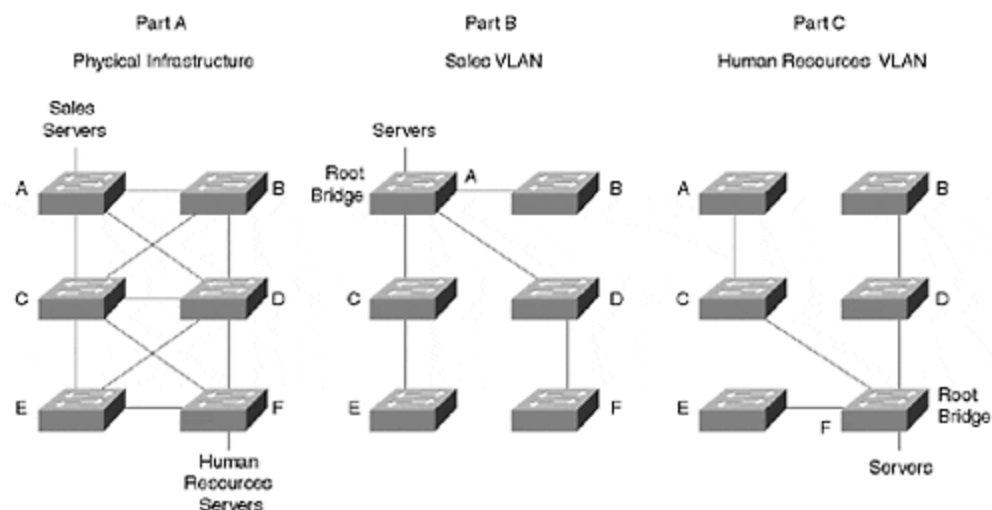 Part A
Physical Infrastructure
Sales
Servers
A
B
C
D
E
F
Human
Resources
Servers
Part B
Sales VLAN
Servers
Root
Bridge
A
B
C
D
E
F
Part C
Human Resources VLAN
A
B
C
D
E
F
Root
Bridge
Servers